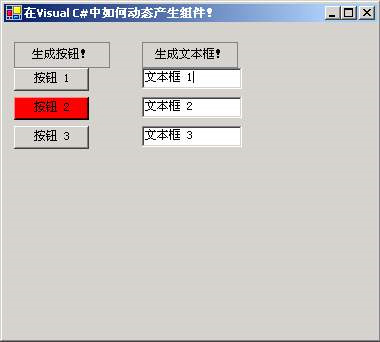 在Visual C#中如何动态产生组件！
生成按钮！ 生成文本框！
按钮 1 文本框 1
按钮 2 文本框 2
按钮 3 文本框 3